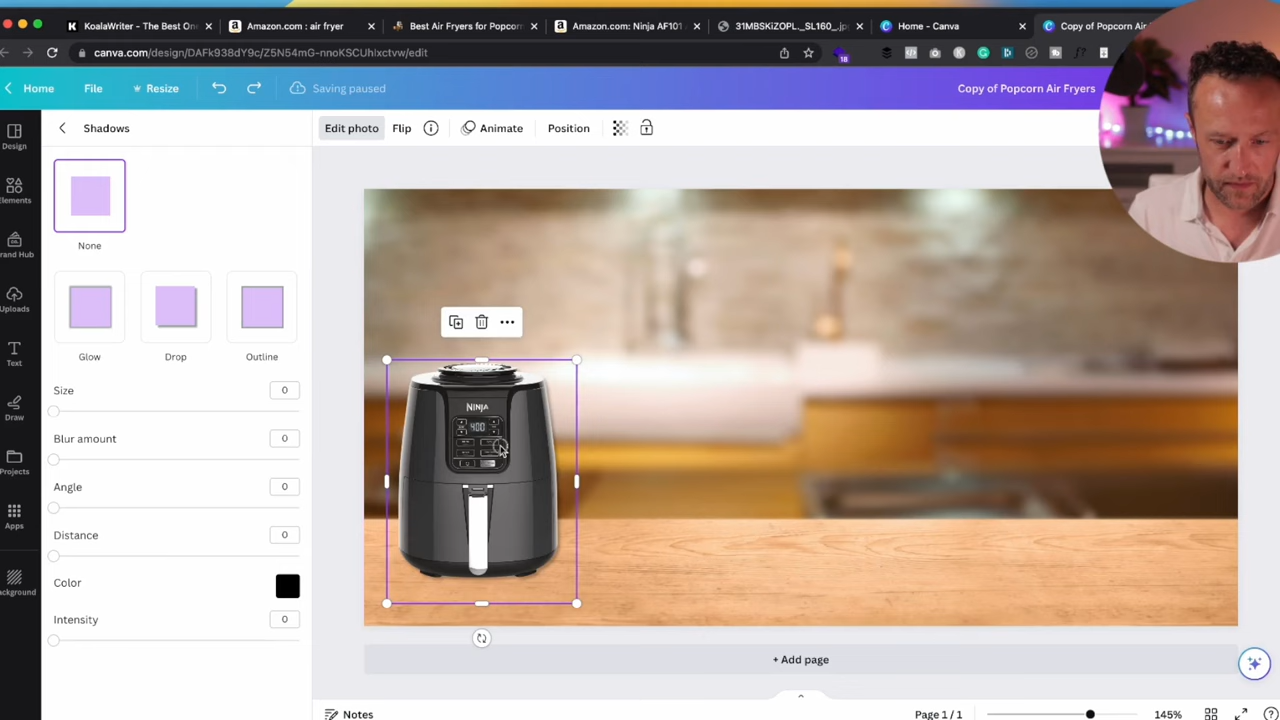 KoalaWriter - The Best One
Amazon.com : air fryer
Best Air Fryers for Popcorn
Amazon.com: Ninja AF101
31MBSKiZOPL._SL160_.jp
Home - Canva
Copy of Popcorn Air
canva.com/design/DAFk938dY9c/Z5N54mG-nnoKSCUhlxctvw/edit
18
f?
Home
File
Resize
Saving paused
Copy of Popcorn Air Fryers
Design
Elements
rand Hub
Uploads
Text
Draw
Projects
Apps
ackground
Shadows
None
Glow
Drop
Outline
Size
0
Blur amount
0
Angle
0
Distance
0
Color
Intensity
0
Edit photo
Flip
Animate
Position
NINJA
400
+ Add page
Notes
Page 1 / 1
145%